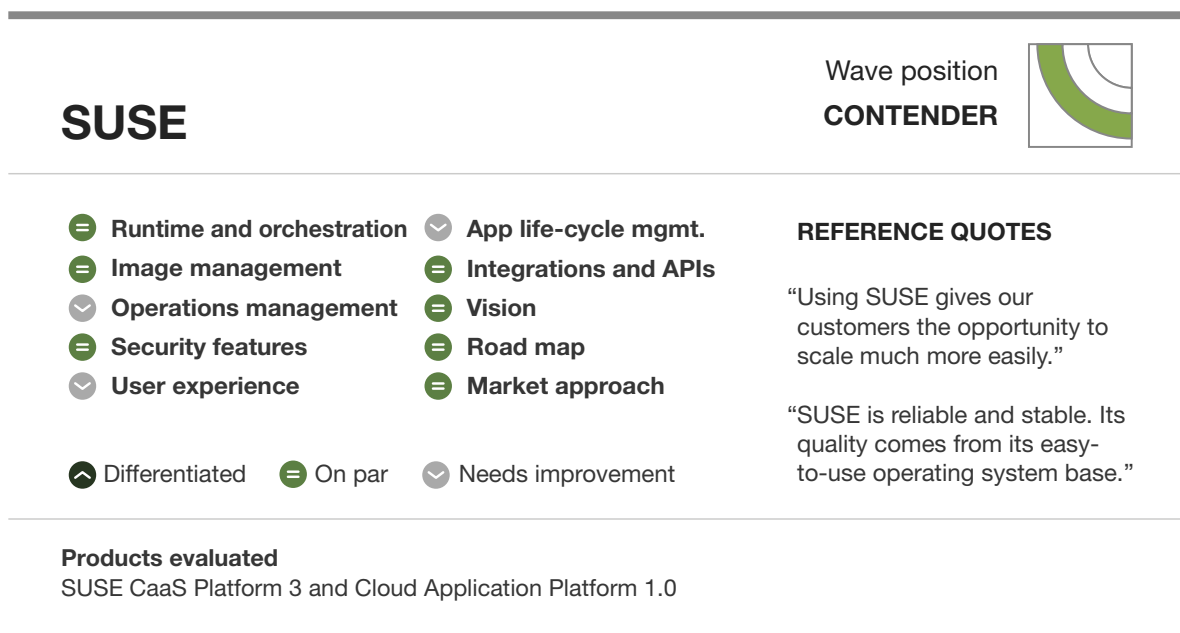 Wave position
CONTENDER
SUSE
Runtime and orchestration
Image management
Operations management
Security features
User experience
App life-cycle mgmt.
Integrations and APIs
Vision
Road map
Market approach
Differentiated
On par
Needs improvement
REFERENCE QUOTES
“Using SUSE gives our
customers the opportunity to
scale much more easily.”
“SUSE is reliable and stable. Its
quality comes from its easy-
to-use operating system base.”
Products evaluated
SUSE CaaS Platform 3 and Cloud Application Platform 1.0